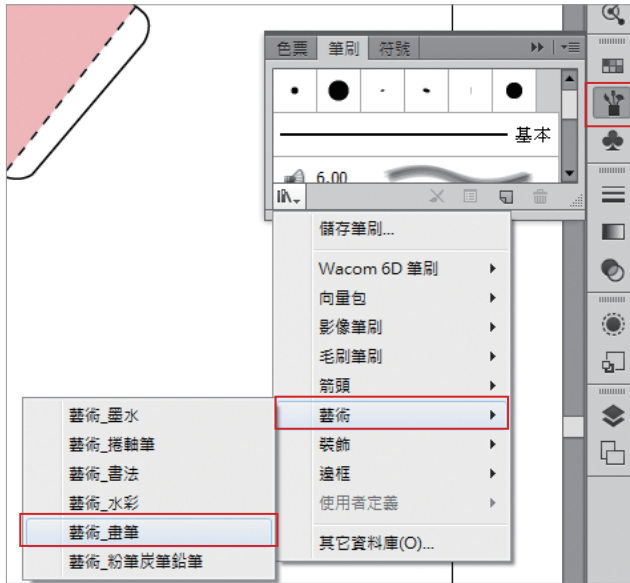 色票 筆刷 符號
基本
6.00
儲存筆刷...
Wacom 6D 筆刷
向量包
影像筆刷
毛刷筆刷
箭頭
藝術
裝飾
邊框
使用者定義
其它資料庫(O)...
藝術_墨水
藝術_捲軸筆
藝術_書法
藝術_水彩
藝術_畫筆
藝術_粉筆炭筆鉛筆